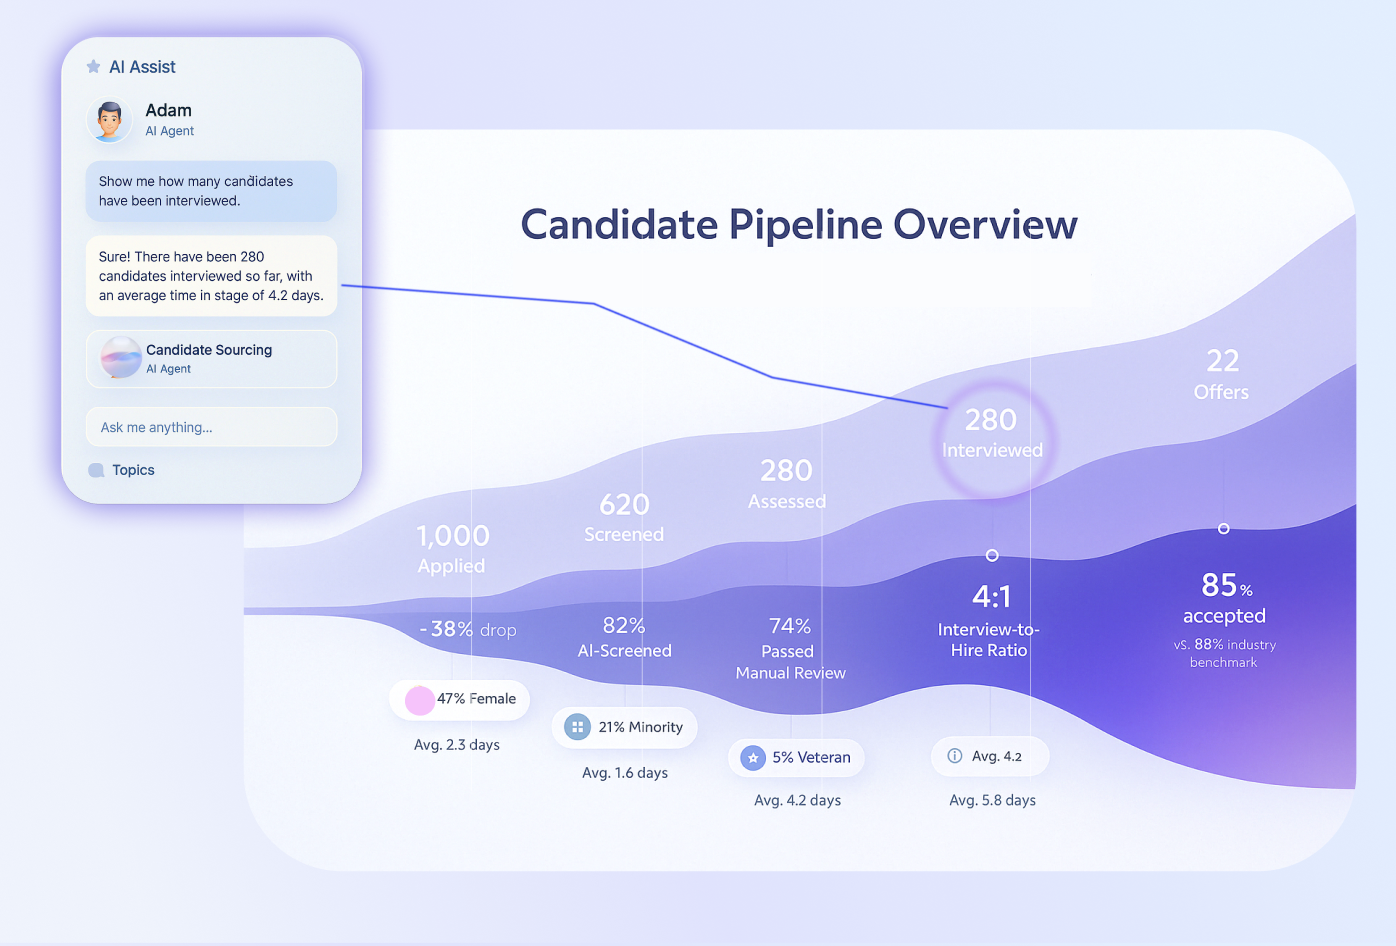 AI Assist
Adam
AI Agent
Show me how many candidates
have been interviewed.
Sure! There have been 280
candidates interviewed so far, with
an average time in stage of 4.2 days.
Candidate Sourcing
AI Agent
Ask me anything...
Topics
Candidate Pipeline Overview
1,000
Applied
620
Screened
280
Assessed
280
Interviewed
22
Offers
-38% drop
82%
AI-Screened
74%
Passed
Manual Review
4:1
Interview-to-
Hire Ratio
85%
accepted
vs. 88% industry
benchmark
47% Female
Avg. 2.3 days
21% Minority
Avg. 1.6 days
5% Veteran
Avg. 4.2 days
Avg. 4.2
Avg. 5.8 days